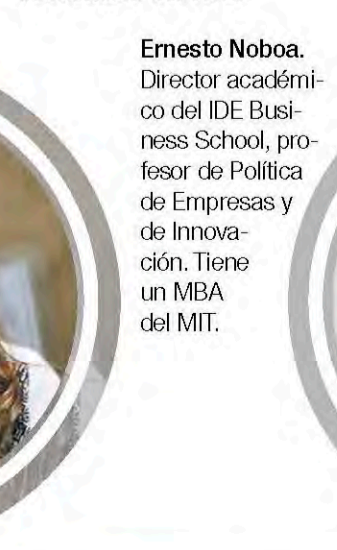 Ernesto Noboa.
Director académi-
co del IDE Busi-
ness School, pro-
fesor de Política
de Empresas y
de Innova-
ción. Tiene
un MBA
del MIT.